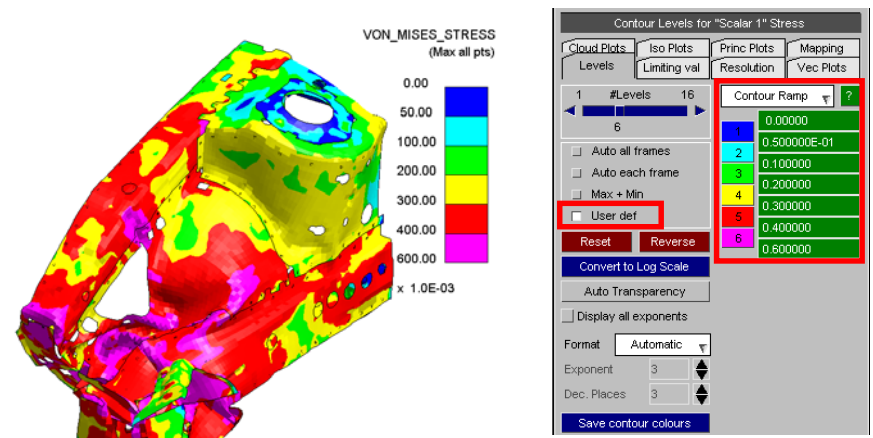 VON_MISES_STRESS
(Max all pts)
0.00
50.00
100.00
200.00
300.00
400.00
600.00
x 1.0E-03
Contour Levels for "Scalar 1" Stress
Cloud Plots Iso Plots Princ Plots Mapping
Levels Limiting val Resolution Vec Plots
1 #Levels 16
6
Auto all frames
Auto each frame
Max + Min
User def
Reset Reverse
Convert to Log Scale
Auto Transparency
Display all exponents
Format Automatic
Exponent 3
Dec. Places 3
Save contour colours
Contour Ramp ?
0.00000
1
0.500000E-01
2
0.100000
3
0.200000
4
0.300000
5
0.400000
6
0.600000